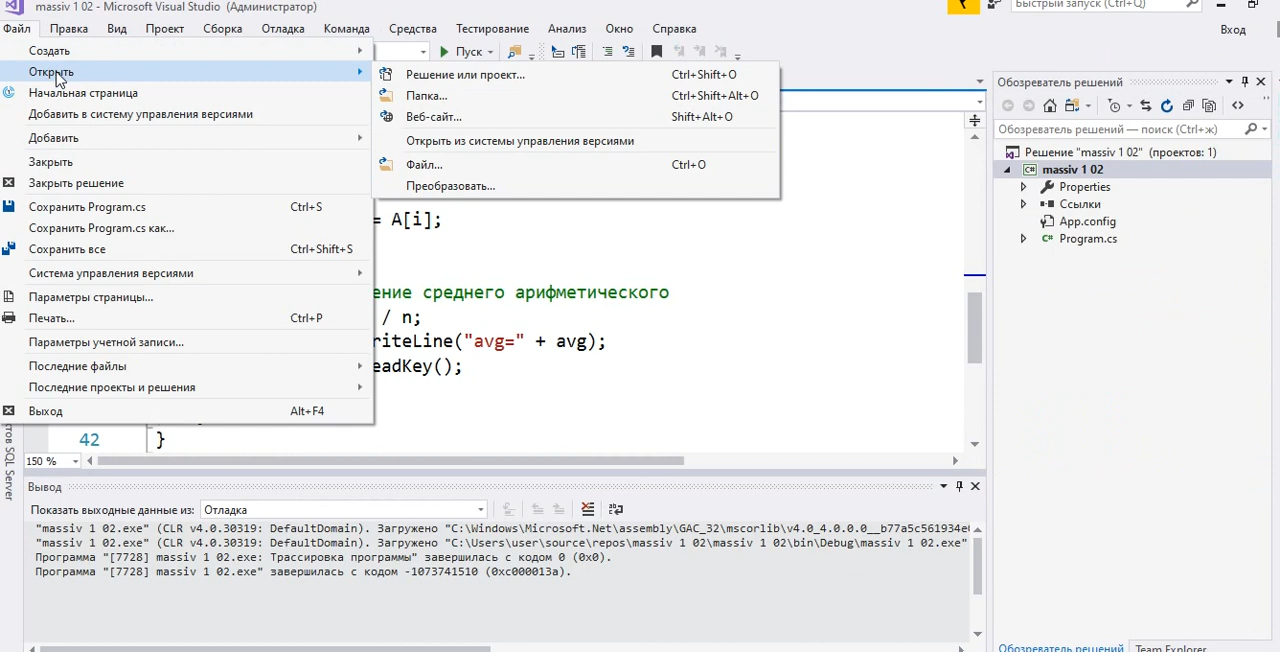 massiv 1 02 - Microsoft Visual Studio (Администратор)
Быстрый запуск (Ctrl+Q)
Файл Правка Вид Проект Сборка Отладка Команда Средства Тестирование Анализ Окно Справка
Вход
Создать
Пуск
Открыть
Начальная страница
Добавить в систему управления версиями
Добавить
Закрыть
Закрыть решение
Сохранить Program.cs Ctrl+S
Сохранить Program.cs как...
Сохранить все Ctrl+Shift+S
Система управления версиями
Параметры страницы...
Печать... Ctrl+P
Параметры учетной записи...
Последние файлы
Последние проекты и решения
Выход Alt+F4
Решение или проект... Ctrl+Shift+O
Папка... Ctrl+Shift+Alt+O
Веб-сайт... Shift+Alt+O
Открыть из системы управления версиями
Файл... Ctrl+O
Преобразовать...
= A[i];
ение среднего арифметического
/ n;
riteLine("avg=" + avg);
eadKey();
42 }
150 %
Обозреватель решений
Обозреватель решений — поиск (Ctrl+ж)
Решение "massiv 1 02" (проектов: 1)
C# massiv 1 02
Properties
Ссылки
App.config
C# Program.cs
тов SQL Server
Вывод
Показать выходные данные из: Отладка
"massiv 1 02.exe" (CLR v4.0.30319: DefaultDomain). Загружено "C:\Windows\Microsoft.Net\assembly\GAC_32\mscorlib\v4.0_4.0.0.0__b77a5c561934e
"massiv 1 02.exe" (CLR v4.0.30319: DefaultDomain). Загружено "C:\Users\user\source\repos\massiv 1 02\massiv 1 02\bin\Debug\massiv 1 02.exe"
Программа "[7728] massiv 1 02.exe: Трассировка программы" завершилась с кодом 0 (0x0).
Программа "[7728] massiv 1 02.exe" завершилась с кодом -1073741510 (0xc000013a).
Обозреватель решений Team Explorer